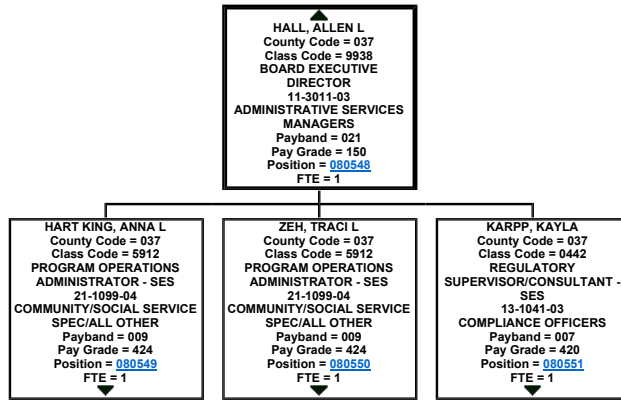 HALL, ALLEN L
County Code = 037
Class Code = 9938
BOARD EXECUTIVE
DIRECTOR
11-3011-03
ADMINISTRATIVE SERVICES
MANAGERS
Payband = 021
Pay Grade = 150
Position = 080548
FTE = 1
HART KING, ANNA L
County Code = 037
Class Code = 5912
PROGRAM OPERATIONS
ADMINISTRATOR - SES
21-1099-04
COMMUNITY/SOCIAL SERVICE
SPEC/ALL OTHER
Payband = 009
Pay Grade = 424
Position = 080549
FTE = 1
ZEH, TRACI L
County Code = 037
Class Code = 5912
PROGRAM OPERATIONS
ADMINISTRATOR - SES
21-1099-04
COMMUNITY/SOCIAL SERVICE
SPEC/ALL OTHER
Payband = 009
Pay Grade = 424
Position = 080550
FTE = 1
KARPP, KAYLA
County Code = 037
Class Code = 0442
REGULATORY
SUPERVISOR/CONSULTANT -
SES
13-1041-03
COMPLIANCE OFFICERS
Payband = 007
Pay Grade = 420
Position = 080551
FTE = 1